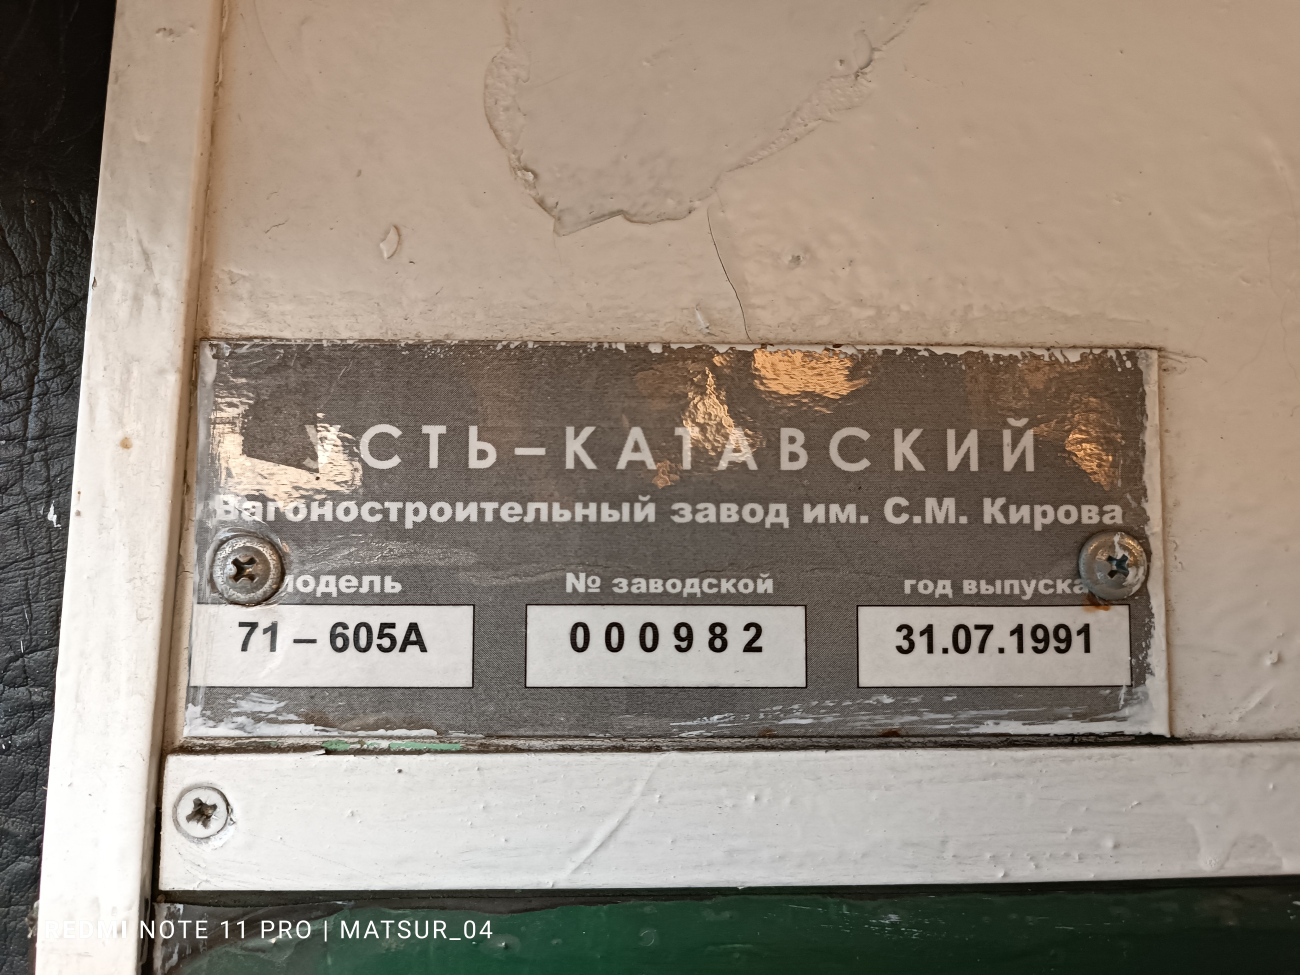 УСТЬ–КАТАВСКИЙ
Вагоностроительный завод им. С.М. Кирова
модель № заводской год выпуска
71 – 605А 000982 31.07.1991
REDMI NOTE 11 PRO | MATSUR_04